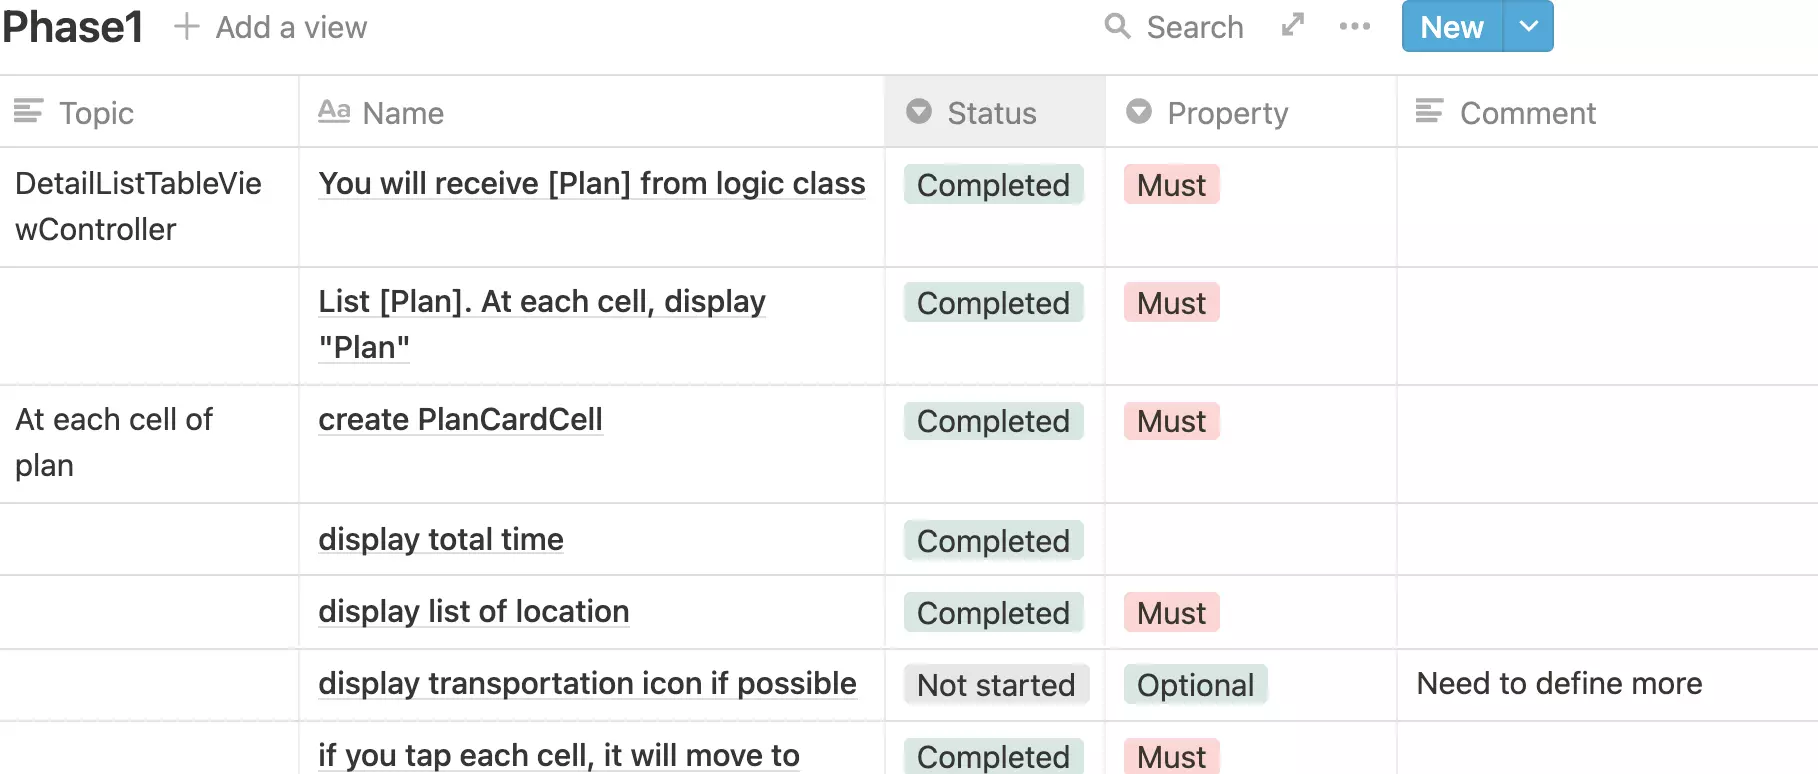 Phase1 + Add a view Search New
Topic Aa Name Status Property Comment
DetailListTableVie You will receive [Plan] from logic class Completed Must
wController
List [Plan]. At each cell, display Completed Must
"Plan"
At each cell of create PlanCardCell Completed Must
plan
display total time Completed
display list of location Completed Must
display transportation icon if possible Not started Optional Need to define more
if you tap each cell, it will move to Completed Must